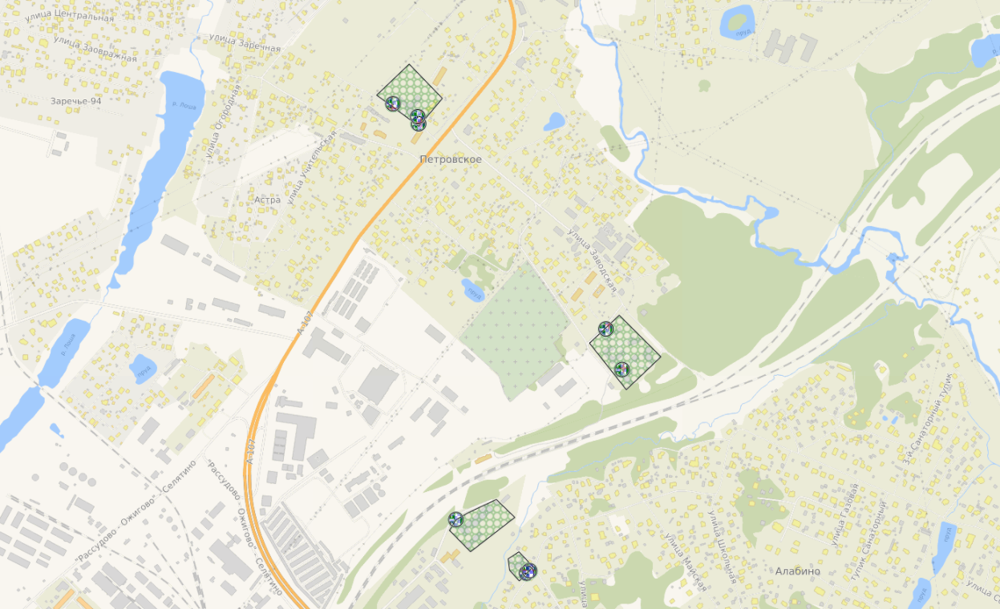 улица Центральная
пруд
улица Заречная
улица Заовражная
р.
Заречье-94
р. Лоша
улица Огородная
улица Учительская
Петровское
Астра
улица Заводская
пруд
А-107
р. Лоша
пруд
А-107
3-й Санаторный тупик
"Рассудово - Ожигово" - Селятино
"Рассудово - Ожигово" - Селятино
улица Газовая
тупик Санаторный
улица Школьная
улица Майская
пруд
Алабино
пруд
улица
улица С